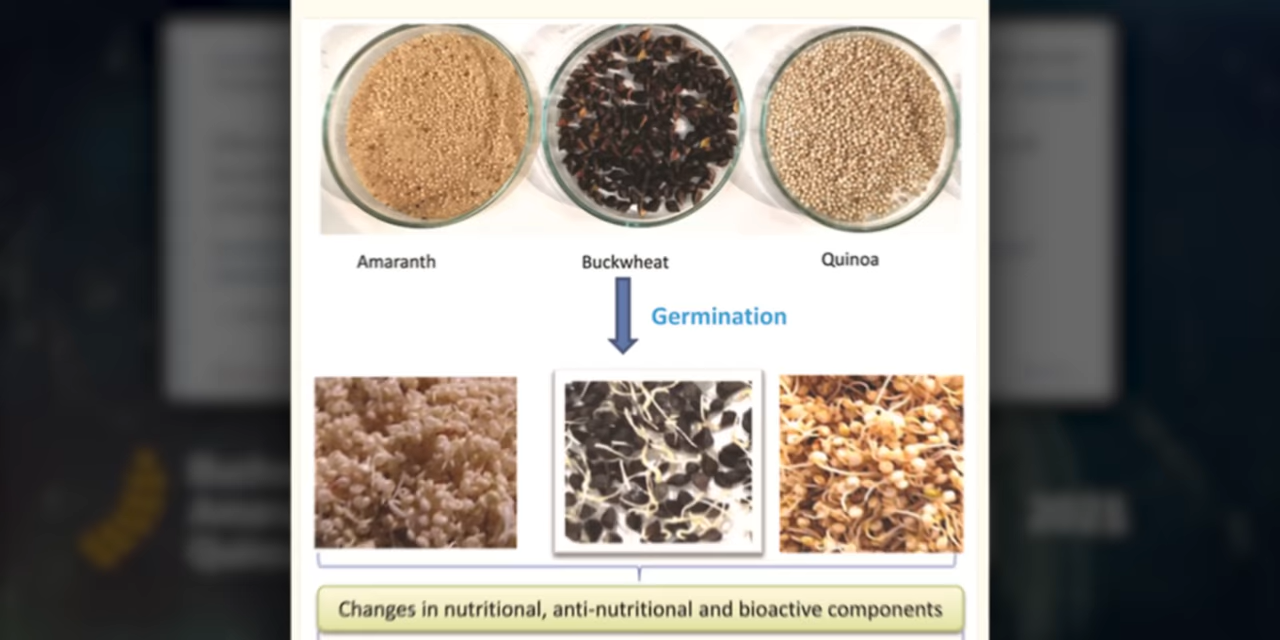 Amaranth
Buckwheat
Quinoa
Germination
Changes in nutritional, anti-nutritional and bioactive components